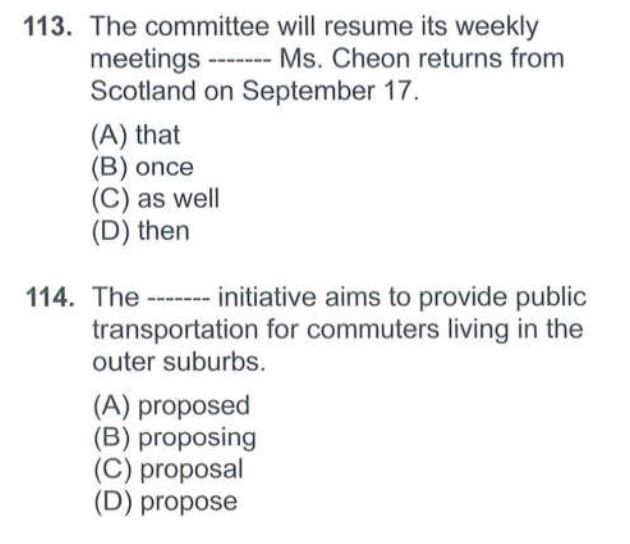 113. The committee will resume its weekly
meetings ------- Ms. Cheon returns from
Scotland on September 17.
(A) that
(B) once
(C) as well
(D) then
114. The ------- initiative aims to provide public
transportation for commuters living in the
outer suburbs.
(A) proposed
(B) proposing
(C) proposal
(D) propose